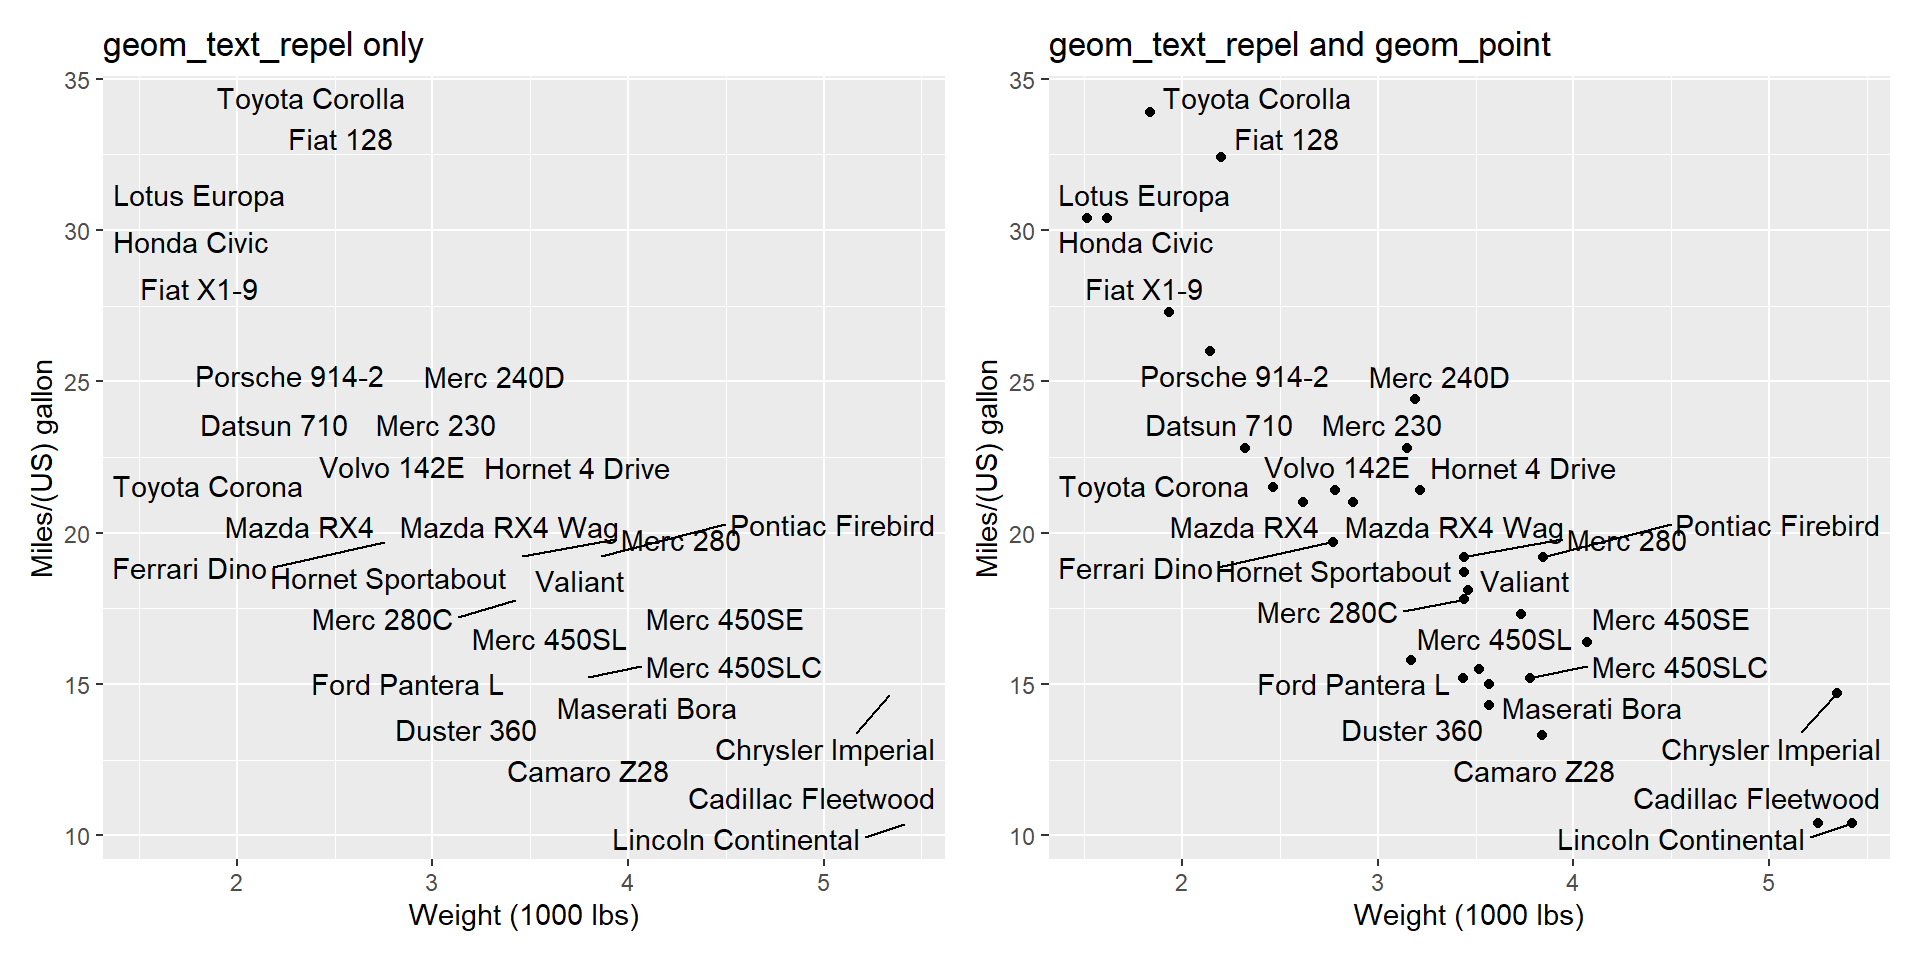 geom_text_repel only
Miles/(US) gallon
35
30
25
20
15
10
Toyota Corolla
Fiat 128
Lotus Europa
Honda Civic
Fiat X1-9
Porsche 914-2
Merc 240D
Datsun 710
Merc 230
Volvo 142E
Hornet 4 Drive
Toyota Corona
Mazda RX4
Mazda RX4 Wag
Merc 280
Pontiac Firebird
Ferrari Dino
Hornet Sportabout
Valiant
Merc 280C
Merc 450SE
Merc 450SL
Merc 450SLC
Ford Pantera L
Maserati Bora
Duster 360
Chrysler Imperial
Camaro Z28
Cadillac Fleetwood
Lincoln Continental
2
3
4
5
Weight (1000 lbs)
geom_text_repel and geom_point
Miles/(US) gallon
35
30
25
20
15
10
Toyota Corolla
Fiat 128
Lotus Europa
Honda Civic
Fiat X1-9
Porsche 914-2
Merc 240D
Datsun 710
Merc 230
Volvo 142E
Hornet 4 Drive
Toyota Corona
Mazda RX4
Mazda RX4 Wag
Merc 280
Pontiac Firebird
Ferrari Dino
Hornet Sportabout
Valiant
Merc 280C
Merc 450SE
Merc 450SL
Merc 450SLC
Ford Pantera L
Maserati Bora
Duster 360
Chrysler Imperial
Camaro Z28
Cadillac Fleetwood
Lincoln Continental
2
3
4
5
Weight (1000 lbs)